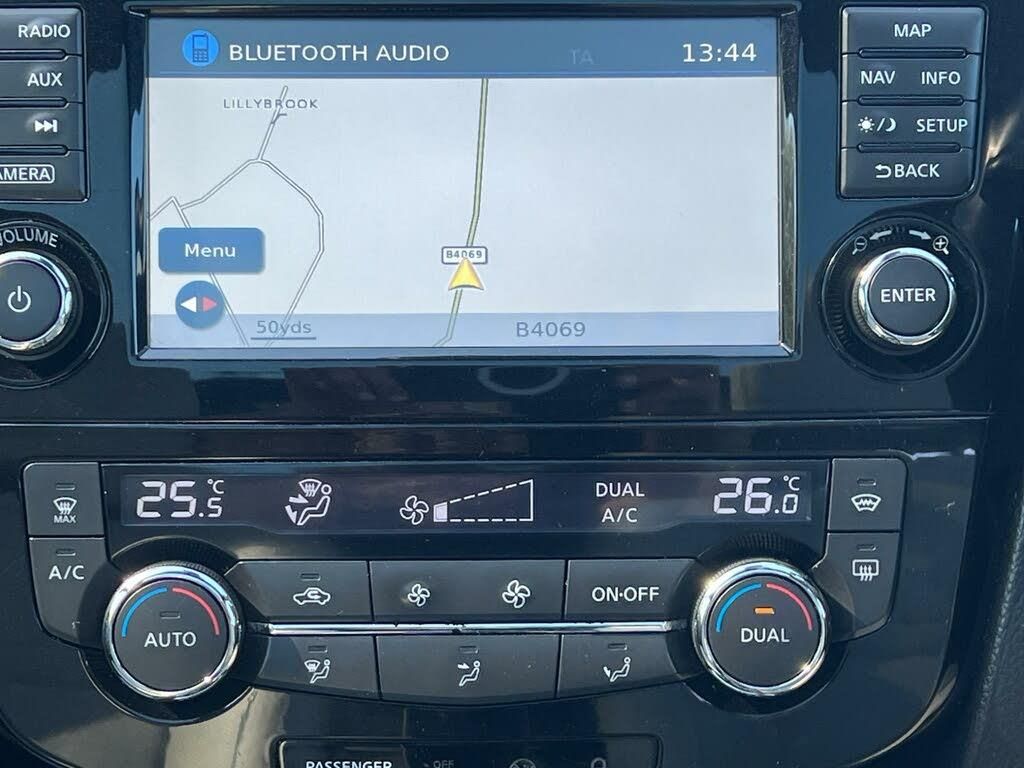 RADIO
AUX
AMERA
VOLUME
BLUETOOTH AUDIO
TA
13:44
LILLYBROOK
Menu
B4069
50yds
B4069
MAP
NAV INFO
SETUP
BACK
ENTER
MAX
A/C
25.5°C
DUAL
A/C
26.0°C
AUTO
ON·OFF
DUAL
PASSENGER
OFF